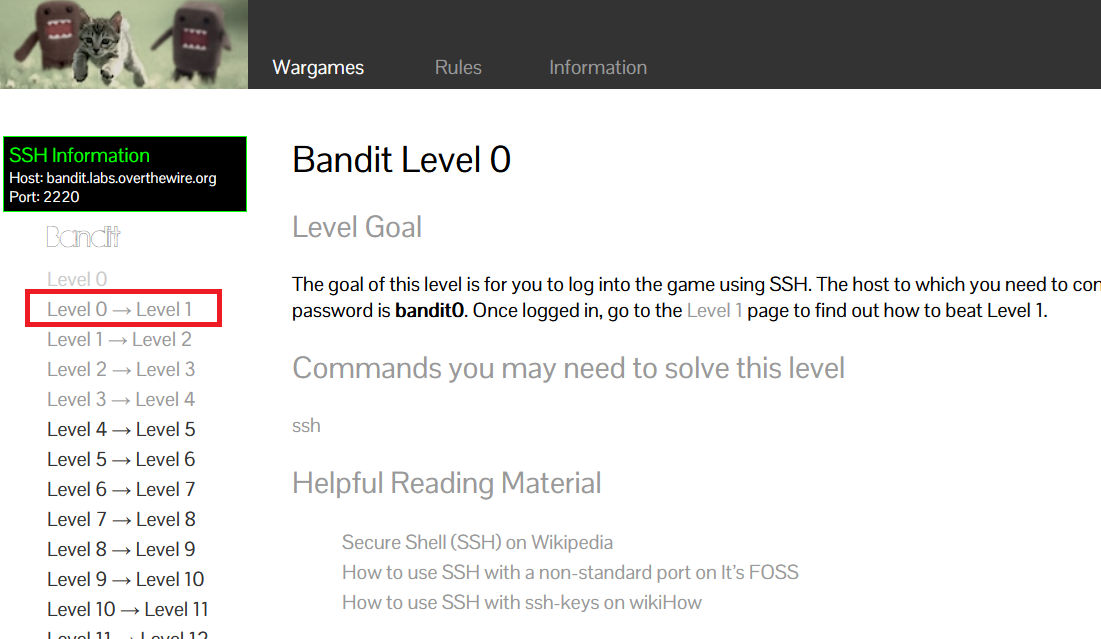 Wargames Rules Information
SSH Information
Host: bandit.labs.overthewire.org
Port: 2220
Bandit
Level 0
Level 0 → Level 1
Level 1 → Level 2
Level 2 → Level 3
Level 3 → Level 4
Level 4 → Level 5
Level 5 → Level 6
Level 6 → Level 7
Level 7 → Level 8
Level 8 → Level 9
Level 9 → Level 10
Level 10 → Level 11
Level 11 → Level 12
Bandit Level 0
Level Goal
The goal of this level is for you to log into the game using SSH. The host to which you need to
password is bandit0. Once logged in, go to the Level 1 page to find out how to beat Level 1.
Commands you may need to solve this level
ssh
Helpful Reading Material
Secure Shell (SSH) on Wikipedia
How to use SSH with a non-standard port on It's FOSS
How to use SSH with ssh-keys on wikiHow